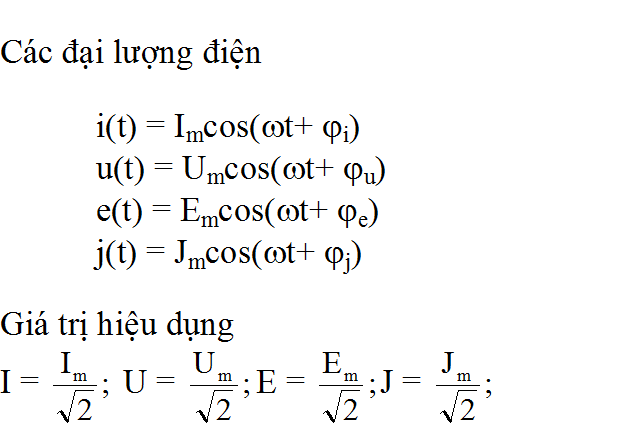 Các đại lượng điện
i(t) = Iₘcos(ωt+ φᵢ)
u(t) = Uₘcos(ωt+ φᵤ)
e(t) = Eₘcos(ωt+ φₑ)
j(t) = Jₘcos(ωt+ φⱼ)
Giá trị hiệu dụng
I = Iₘ/√2; U = Uₘ/√2; E = Eₘ/√2; J = Jₘ/√2;